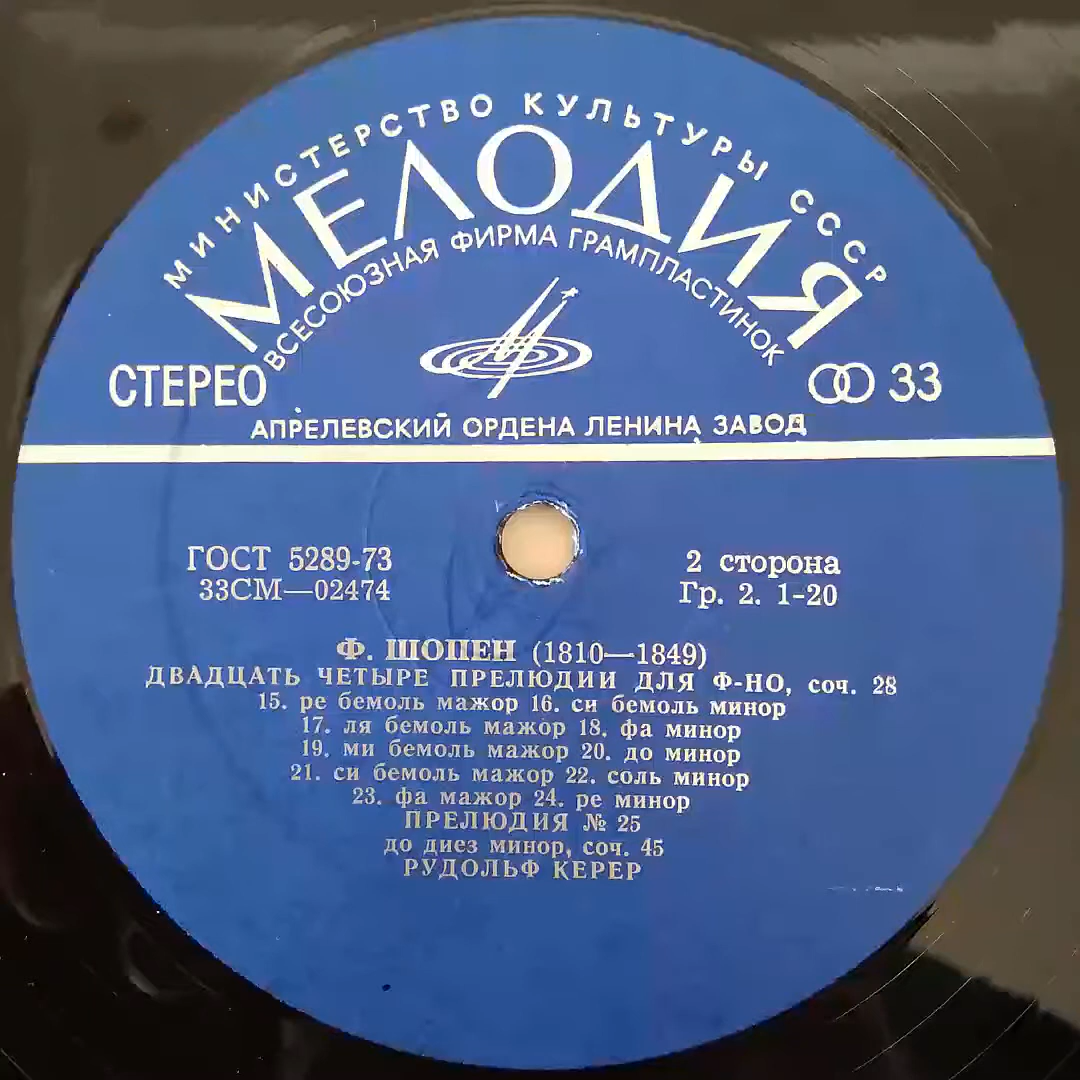 МИНИСТЕРСТВО КУЛЬТУРЫ СССР
МЕЛОДИЯ
ВСЕСОЮЗНАЯ ФИРМА ГРАМПЛАСТИНОК
СТЕРЕО
33
АПРЕЛЕВСКИЙ ОРДЕНА ЛЕНИНА ЗАВОД
ГОСТ 5289-73
33СМ—02474
2 сторона
Гр. 2. 1-20
Ф. ШОПЕН (1810—1849)
ДВАДЦАТЬ ЧЕТЫРЕ ПРЕЛЮДИИ ДЛЯ Ф-НО, соч. 28
15. ре бемоль мажор 16. си бемоль минор
17. ля бемоль мажор 18. фа минор
19. ми бемоль мажор 20. до минор
21. си бемоль мажор 22. соль минор
23. фа мажор 24. ре минор
ПРЕЛЮДИЯ № 25
до диез минор, соч. 45
РУДОЛЬФ КЕРЕР